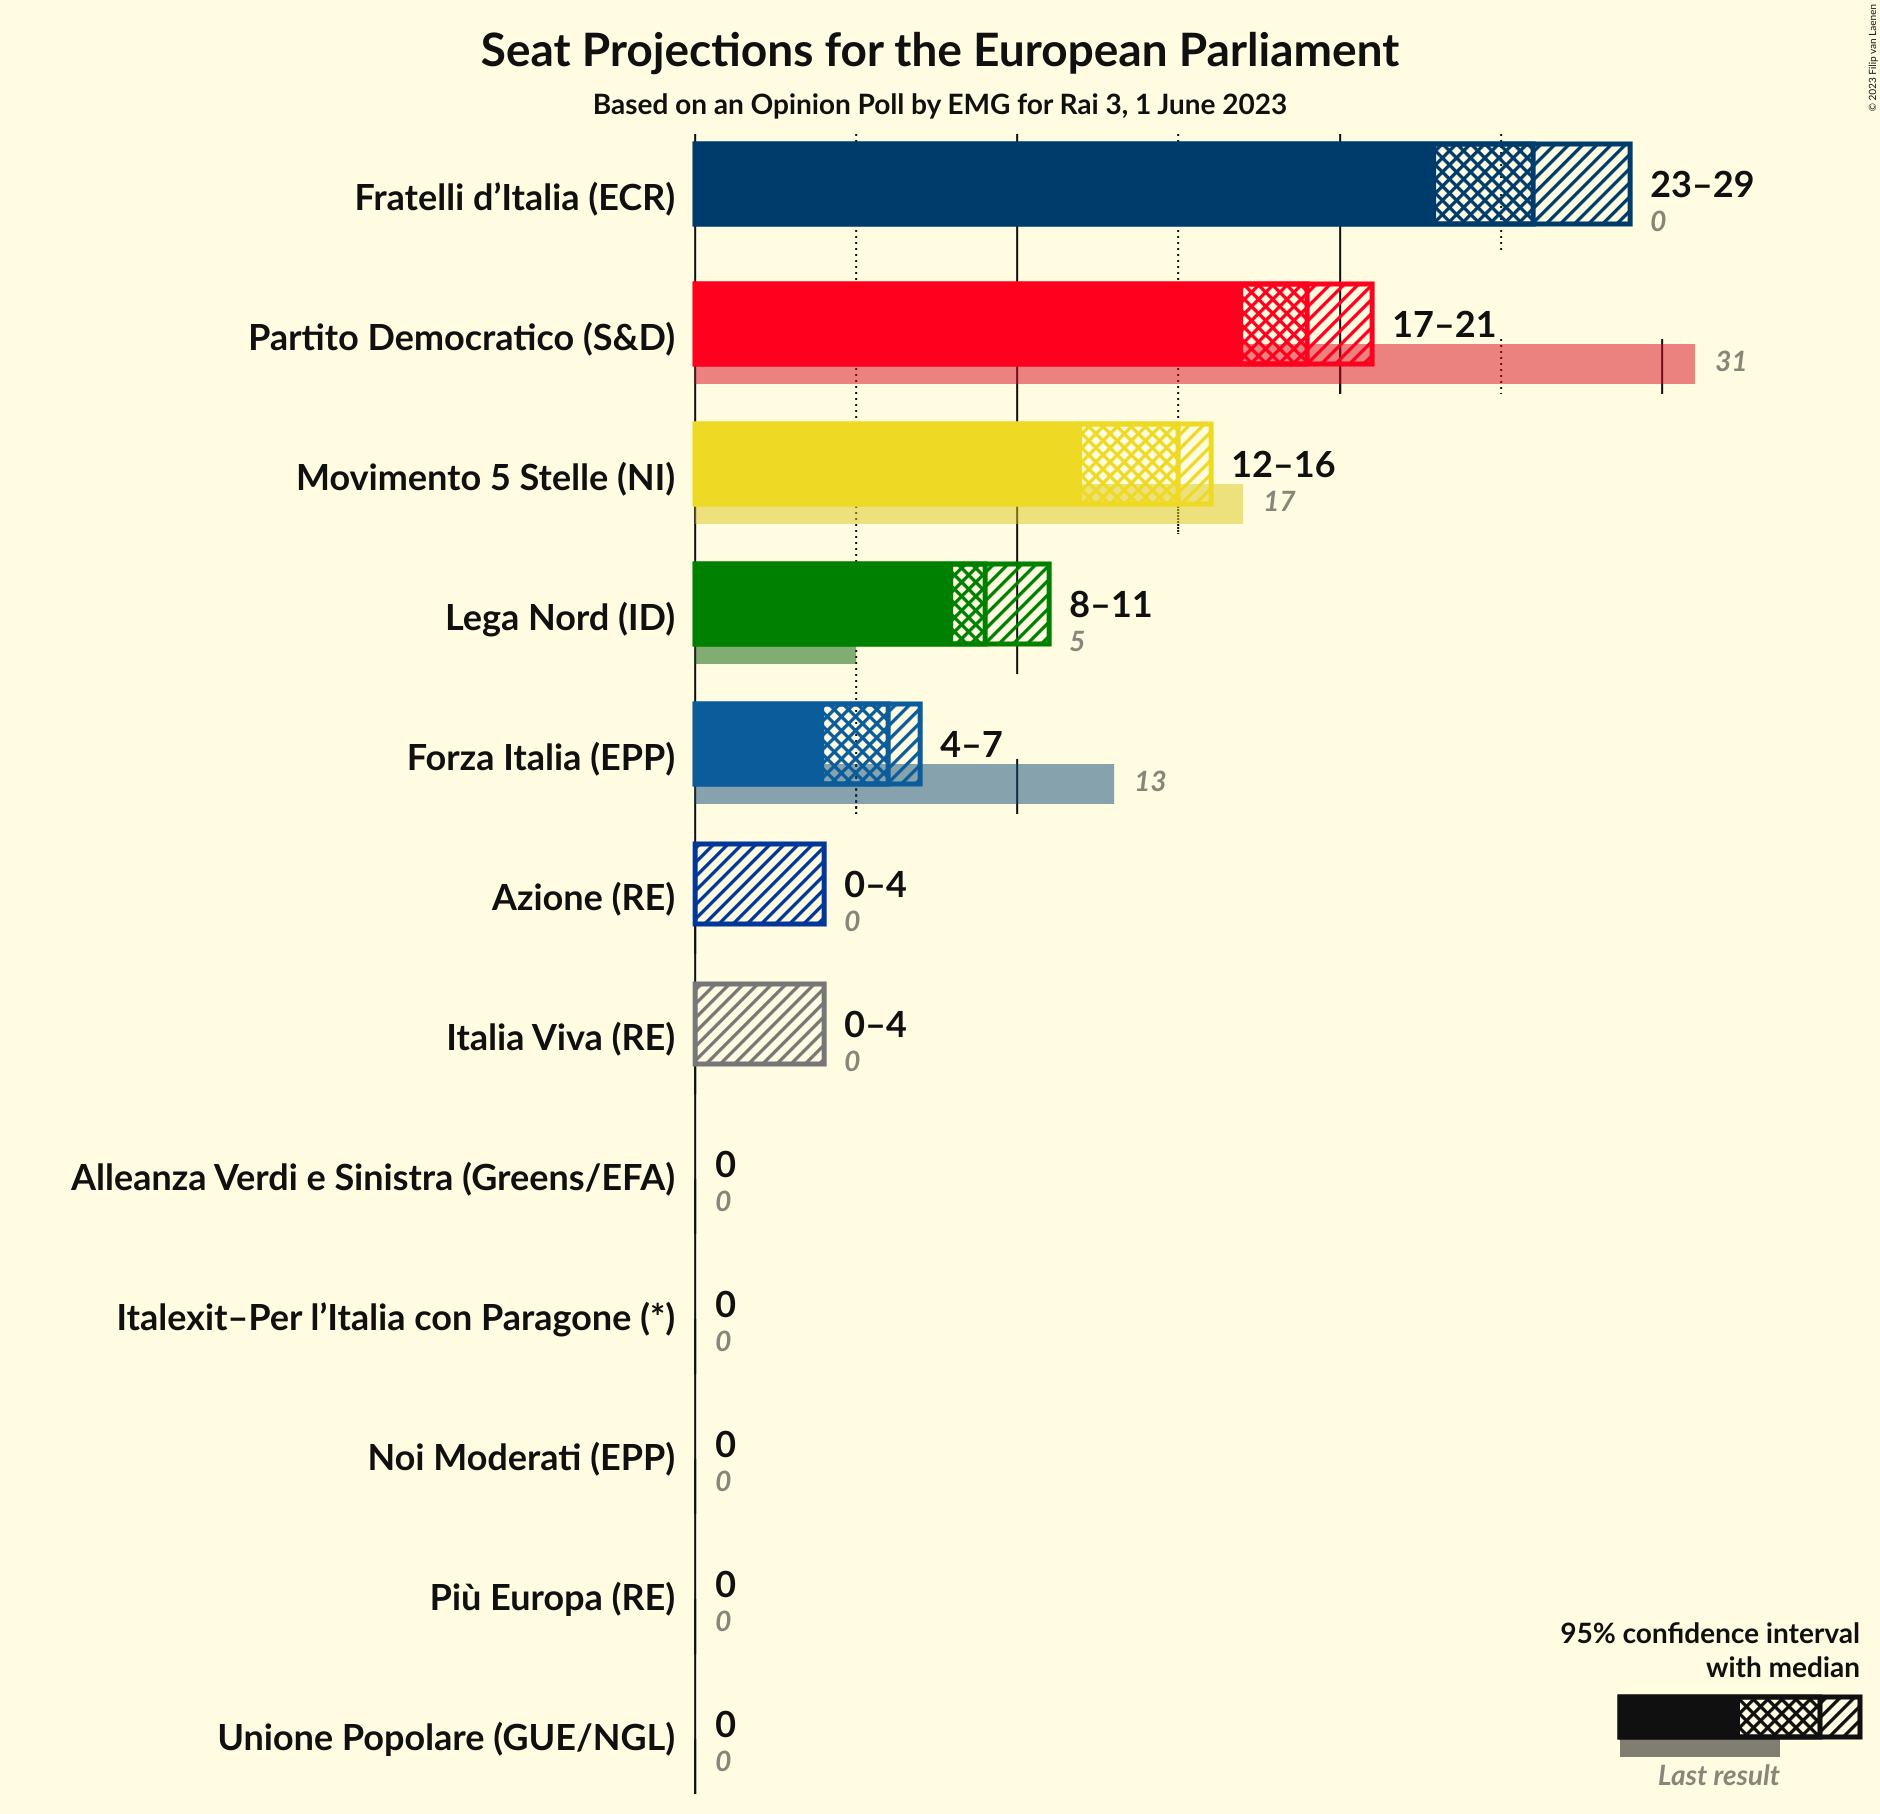 Seat Projections for the European Parliament
Based on an Opinion Poll by EMG for Rai 3, 1 June 2023
© 2023 Filip van Laenen
Fratelli d’Italia (ECR)
23–29
0
Partito Democratico (S&D)
17–21
31
Movimento 5 Stelle (NI)
12–16
17
Lega Nord (ID)
8–11
5
Forza Italia (EPP)
4–7
13
Azione (RE)
0–4
0
Italia Viva (RE)
0–4
0
Alleanza Verdi e Sinistra (Greens/EFA)
0
0
Italexit–Per l’Italia con Paragone (*)
0
0
Noi Moderati (EPP)
0
0
Più Europa (RE)
0
0
Unione Popolare (GUE/NGL)
0
0
95% confidence interval
with median
Last result